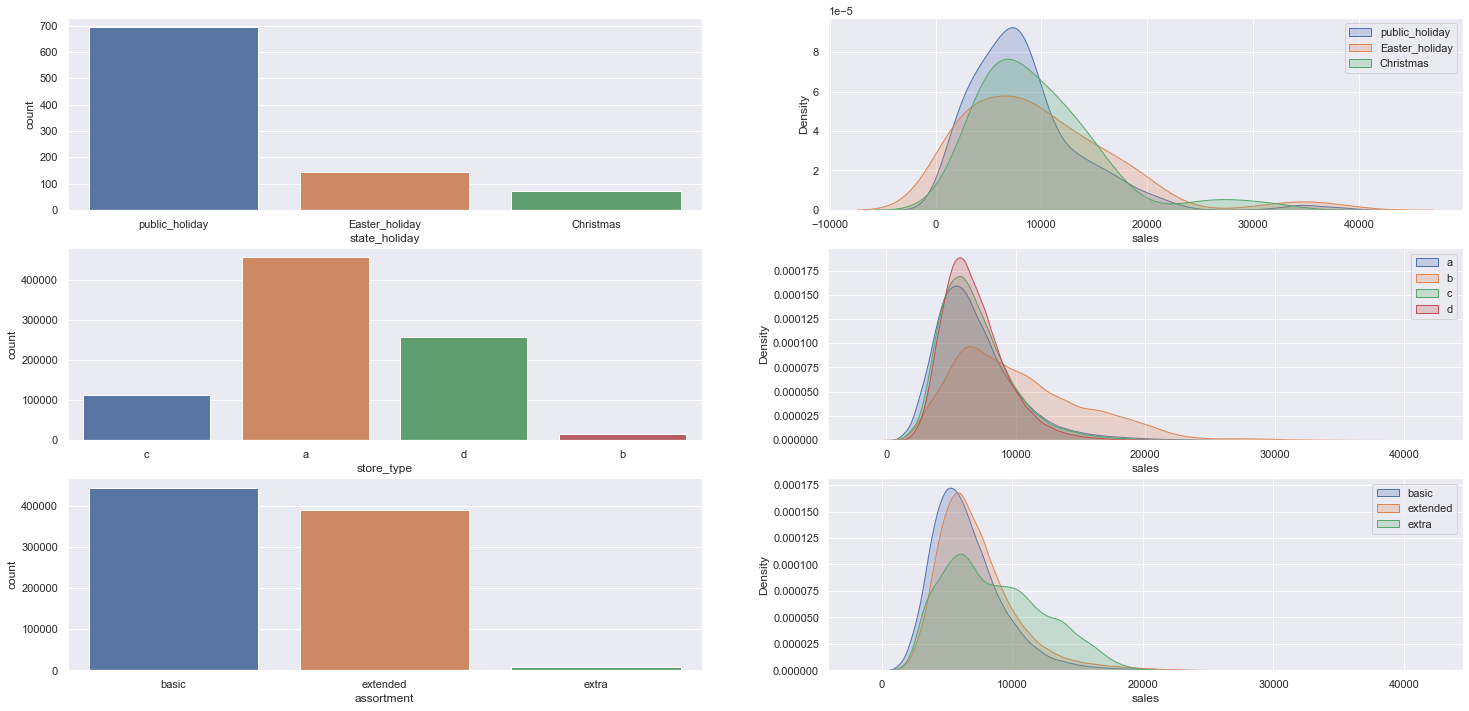 700
600
500
400
300
200
100
0
count
public_holiday Easter_holiday Christmas
state_holiday
1e−5
8
6
4
2
0
Density
−10000 0 10000 20000 30000 40000
sales
public_holiday
Easter_holiday
Christmas
400000
300000
200000
100000
0
count
c a d b
store_type
0.000175
0.000150
0.000125
0.000100
0.000075
0.000050
0.000025
0.000000
Density
0 10000 20000 30000 40000
sales
a
b
c
d
400000
300000
200000
100000
0
count
basic extended extra
assortment
0.000175
0.000150
0.000125
0.000100
0.000075
0.000050
0.000025
0.000000
Density
0 10000 20000 30000 40000
sales
basic
extended
extra